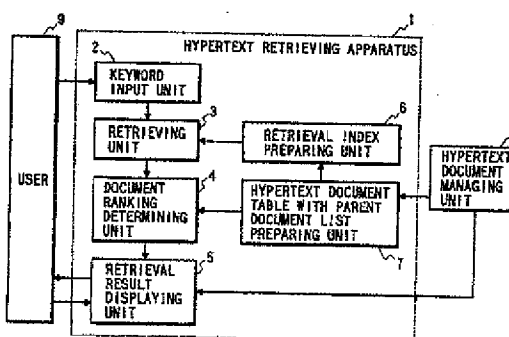 9
1
HYPERTEXT RETRIEVING APPARATUS
2
KEYWORD
INPUT UNIT
3
RETRIEVING
UNIT
6
RETRIEVAL INDEX
PREPARING UNIT
USER
4
DOCUMENT
RANKING
DETERMINING
UNIT
HYPERTEXT DOCUMENT
TABLE WITH PARENT
DOCUMENT LIST
PREPARING UNIT
7
HYPERTEXT
DOCUMENT
MANAGING
UNIT
5
RETRIEVAL
RESULT
DISPLAYING
UNIT